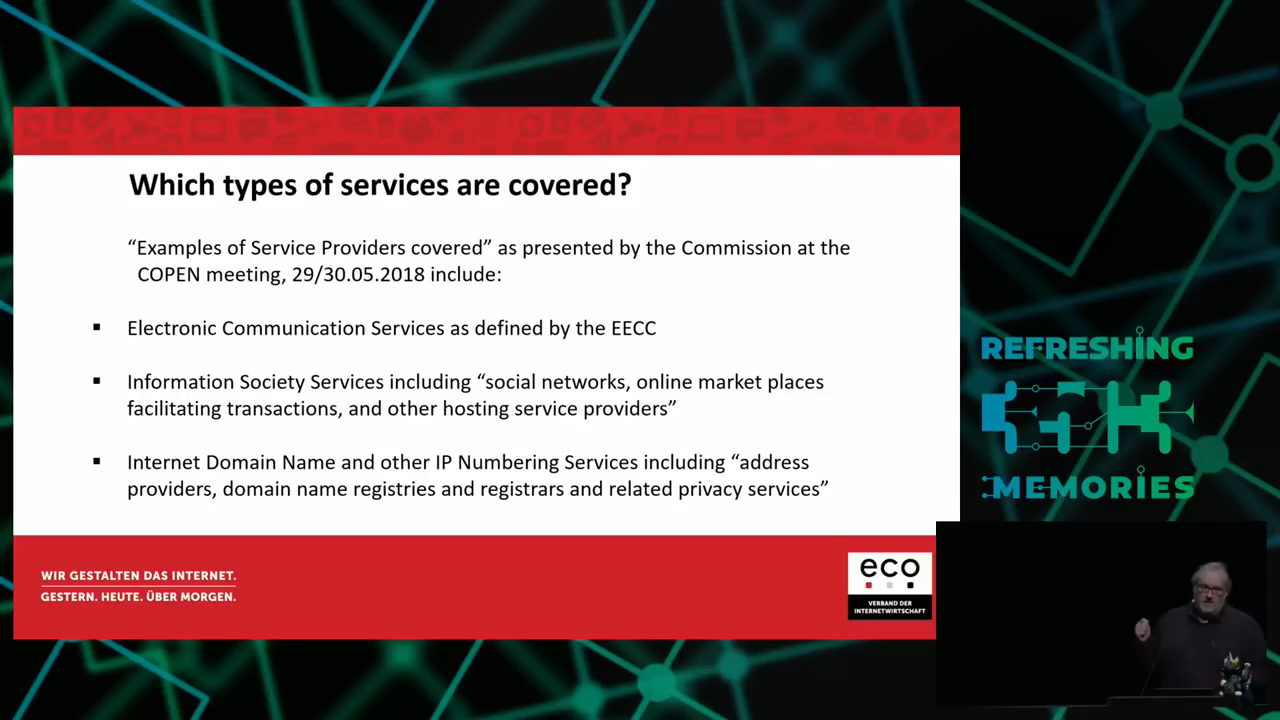 Which types of services are covered?
“Examples of Service Providers covered” as presented by the Commission at the
COPEN meeting, 29/30.05.2018 include:
▪ Electronic Communication Services as defined by the EECC
▪ Information Society Services including “social networks, online market places
facilitating transactions, and other hosting service providers”
▪ Internet Domain Name and other IP Numbering Services including “address
providers, domain name registries and registrars and related privacy services”
WIR GESTALTEN DAS INTERNET.
GESTERN. HEUTE. ÜBER MORGEN.
eco
VERBAND DER
INTERNETWIRTSCHAFT
REFRESHING
MEMORIES